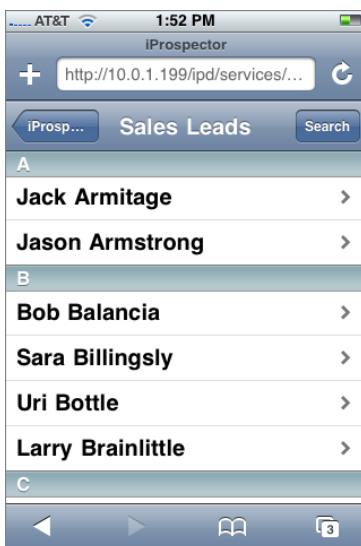 AT&T 1:52 PM
iProspector
http://10.0.1.199/ipd/services/...
iProsp... Sales Leads Search
A
Jack Armitage
Jason Armstrong
B
Bob Balancia
Sara Billingsly
Uri Bottle
Larry Brainlittle
C
3